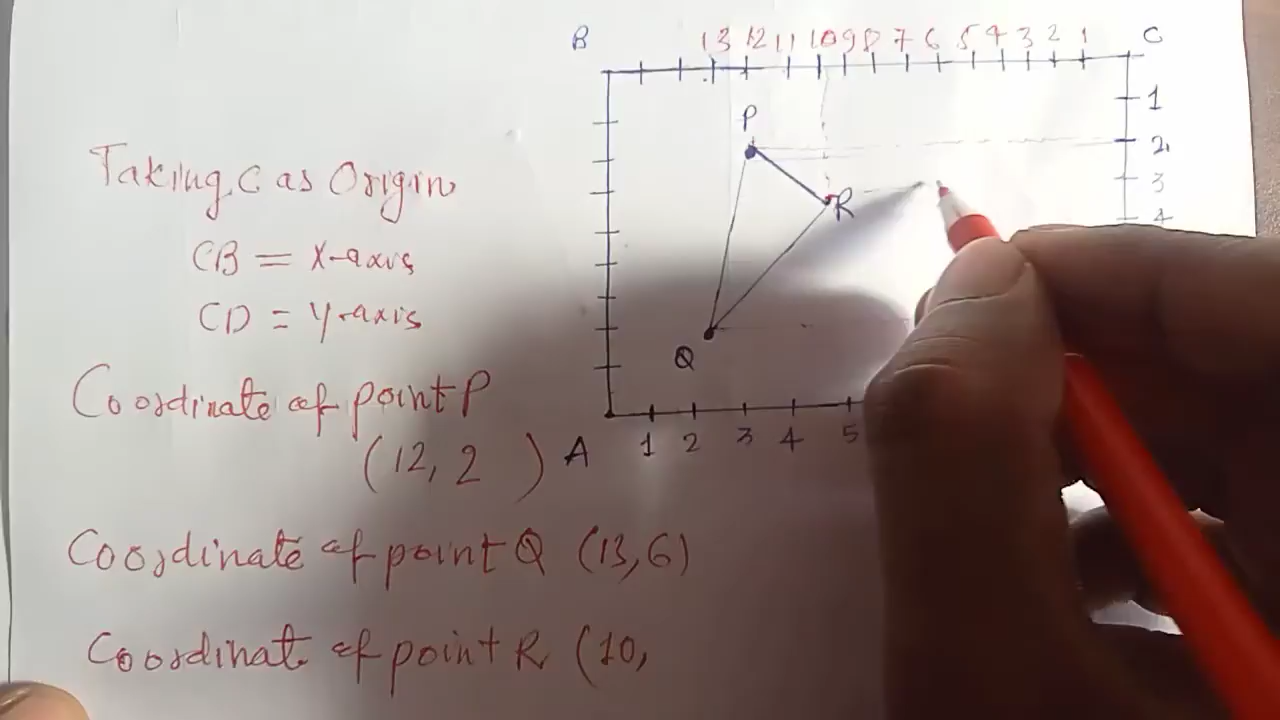 B 13 12 11 10 9 8 7 6 5 4 3 2 1 C
1
P
2
Taking C as Origin
3
R
4
CB = X-axis
CD = Y-axis
Q
Coordinate of point P
(12, 2 )
A 1 2 3 4 5
Coordinate of point Q (13, 6)
Coordinat of point R (10,